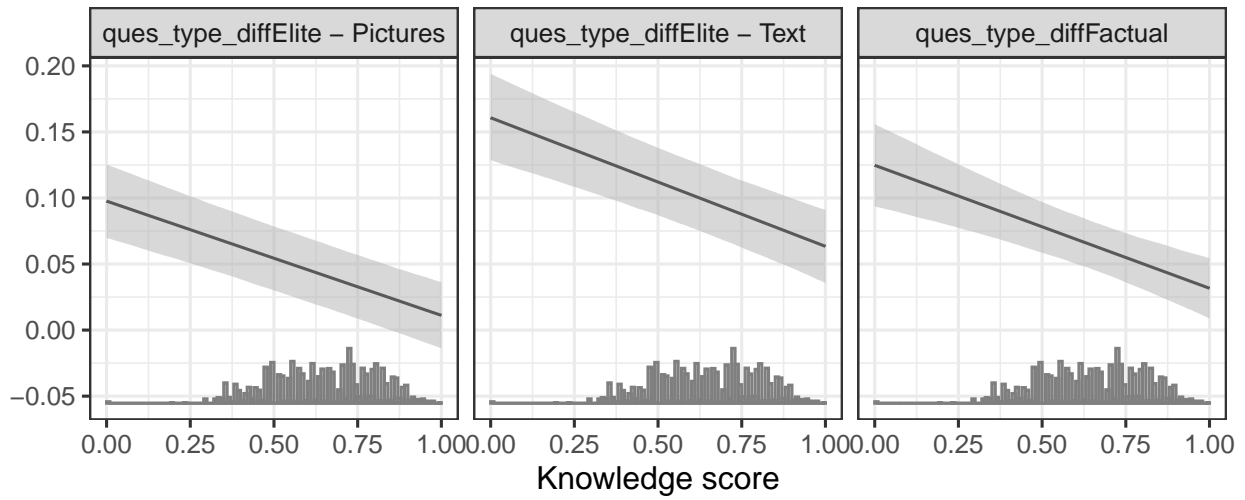 ques_type_diffElite − Pictures
ques_type_diffElite − Text
ques_type_diffFactual
0.20
0.15
0.10
0.05
0.00
−0.05
0.00 0.25 0.50 0.75 1.00
0.00 0.25 0.50 0.75 1.00
0.00 0.25 0.50 0.75 1.00
Knowledge score